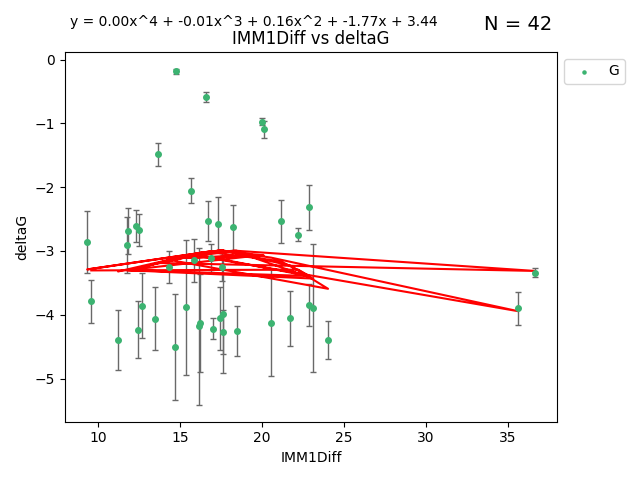 y = 0.00x^4 + -0.01x^3 + 0.16x^2 + -1.77x + 3.44
N = 42
IMM1Diff vs deltaG
G
0
−1
−2
−3
−4
−5
deltaG
10 15 20 25 30 35
IMM1Diff